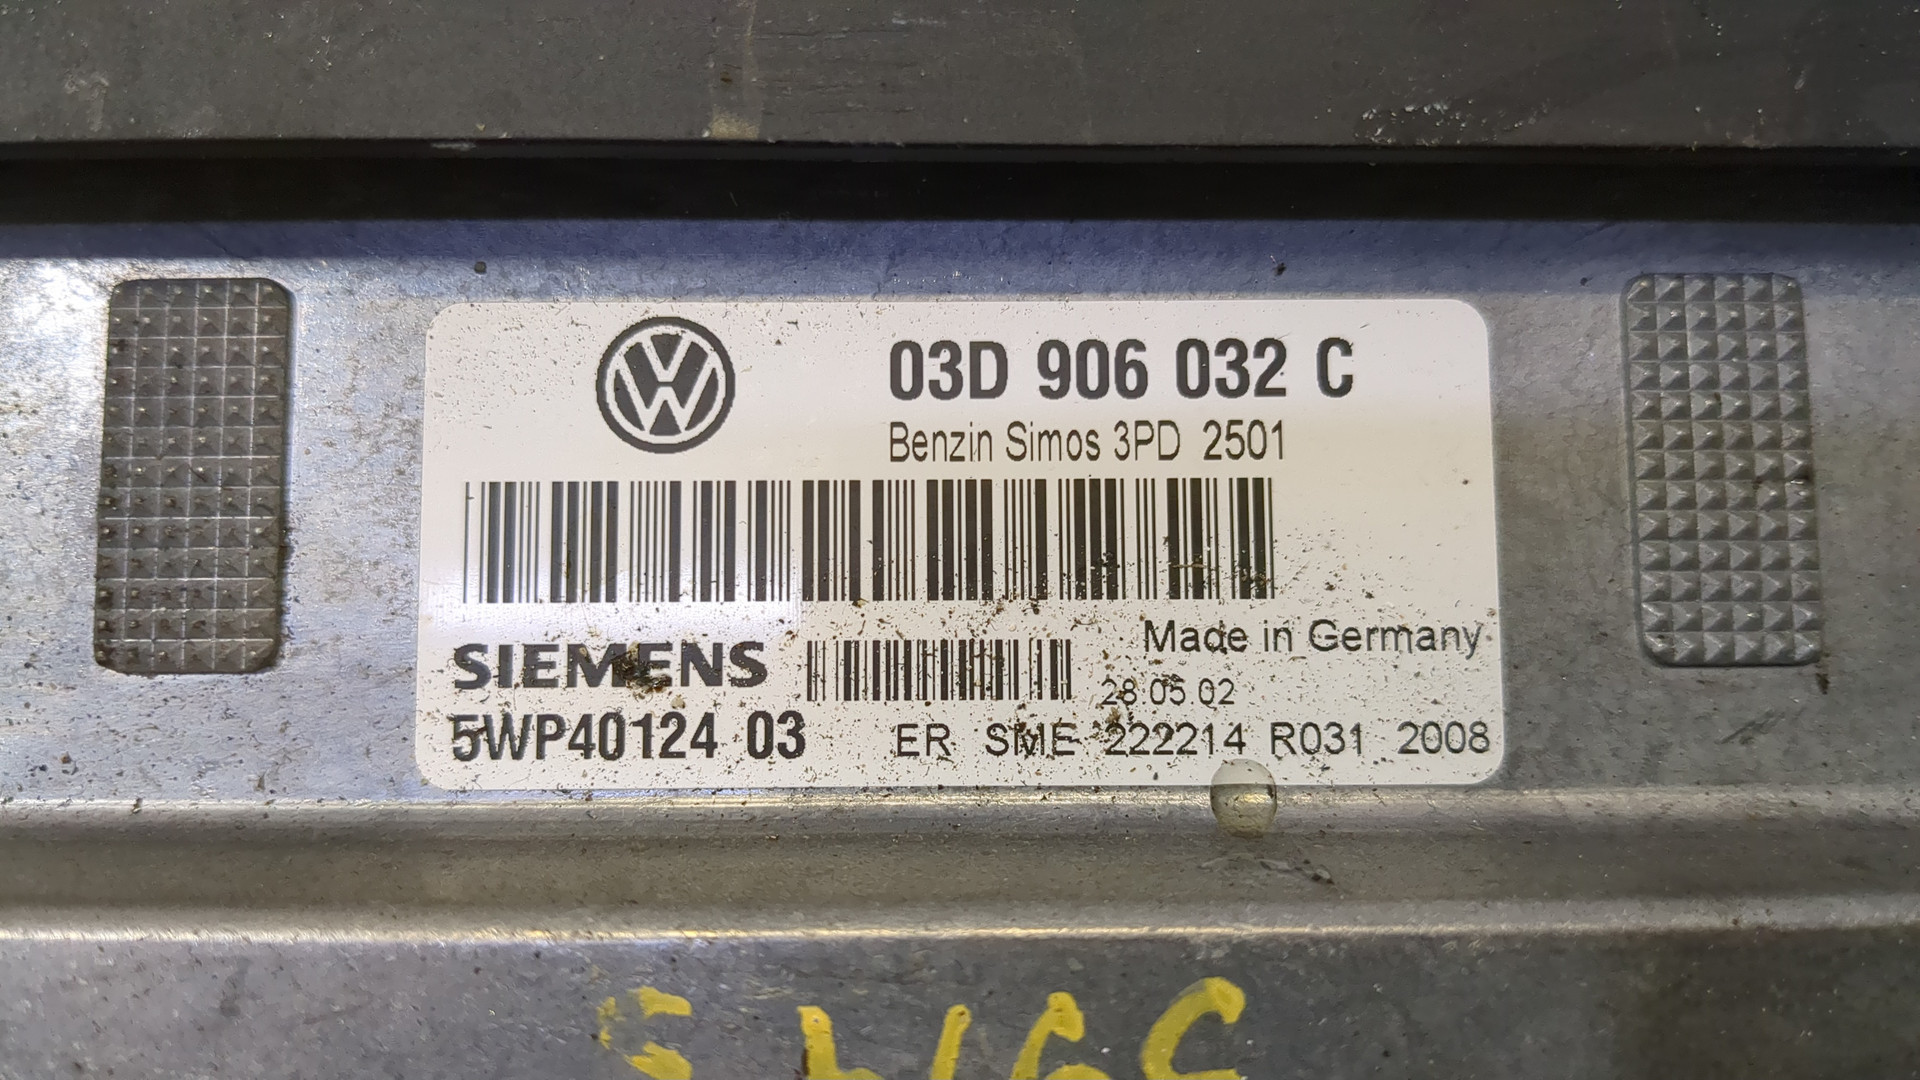 03D 906 032 C
Benzin Simos 3PD 2501
Made in Germany
SIEMENS
28.05.02
5WP40124 03
ER SME 222214 R031 2008